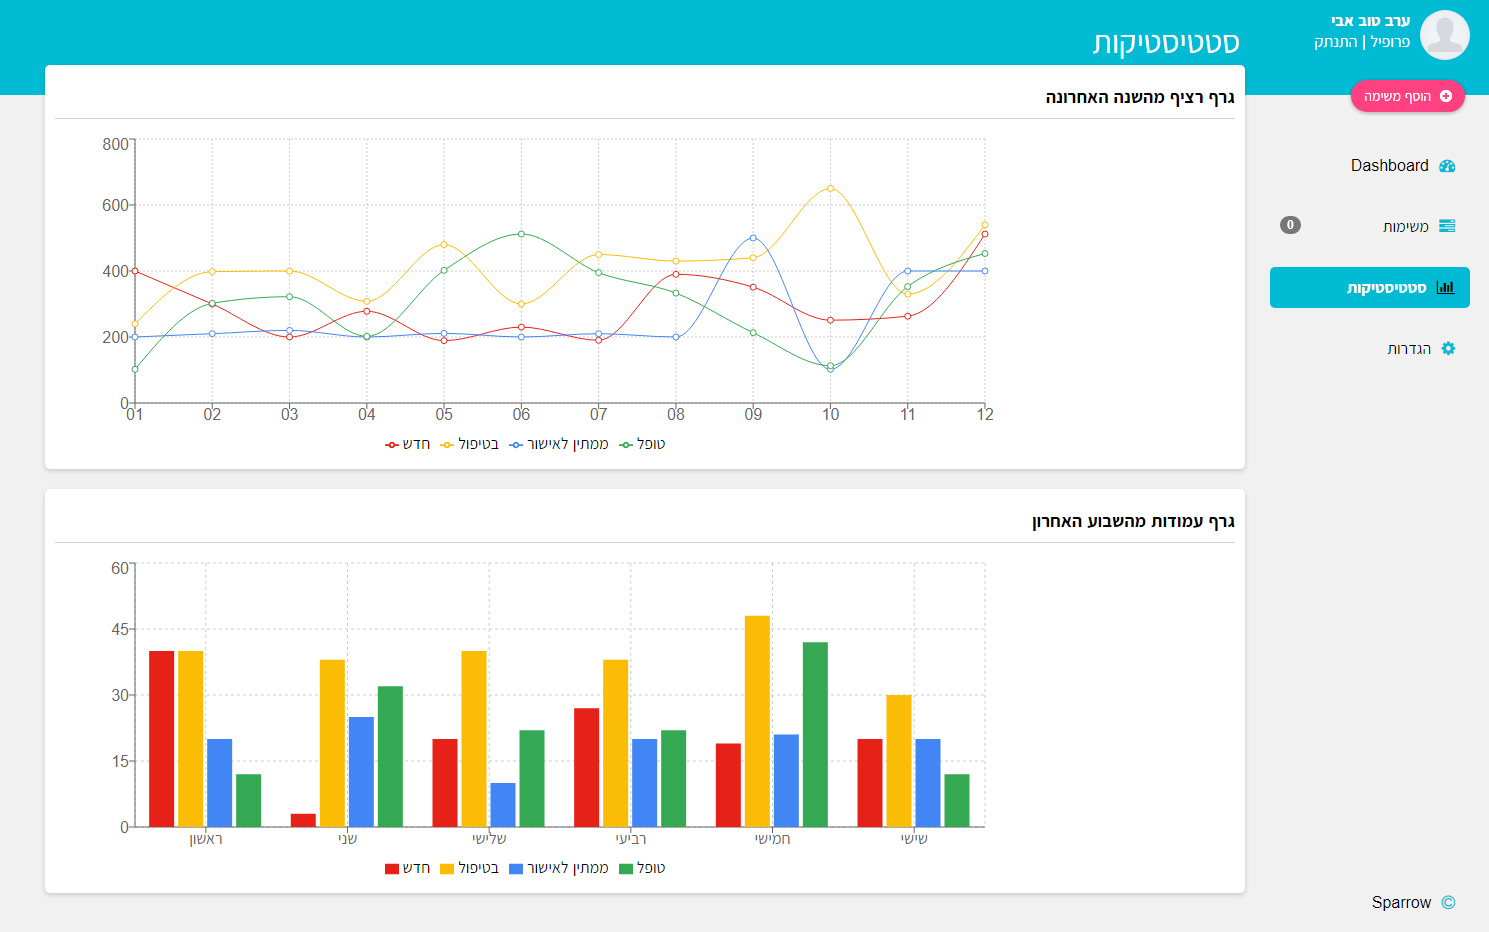 ערב טוב אבי
פרופיל | התנתק
סטטיסטיקות
הוסף משימה
Dashboard
משימות
0
סטטיסטיקות
הגדרות
גרף רציף מהשנה האחרונה
800
600
400
200
0
01 02 03 04 05 06 07 08 09 10 11 12
חדש בטיפול ממתין לאישור טופל
גרף עמודות מהשבוע האחרון
60
45
30
15
0
ראשון שני שלישי רביעי חמישי שישי
חדש בטיפול ממתין לאישור טופל
Sparrow ©